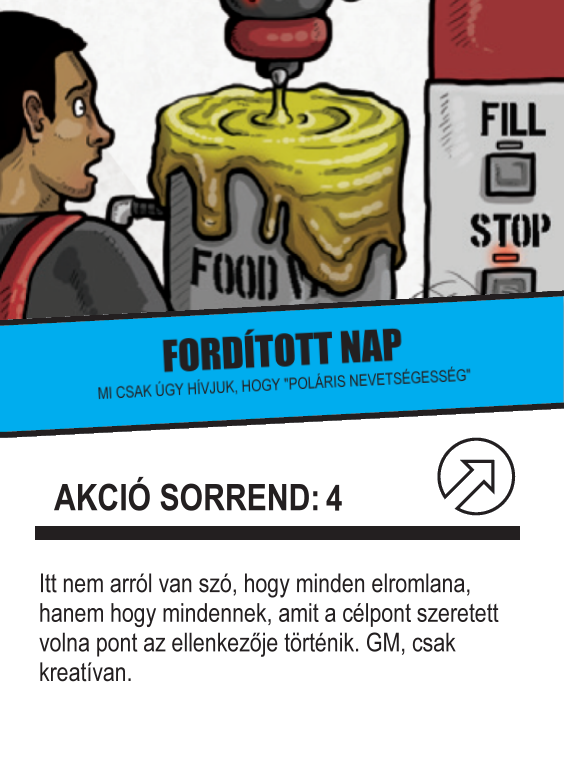 FILL
STOP
FOOD
FORDÍTOTT NAP
MI CSAK ÚGY HÍVJUK, HOGY "POLÁRIS NEVETSÉGESSÉG"
AKCIÓ SORREND: 4
Itt nem arról van szó, hogy minden elromlana,
hanem hogy mindennek, amit a célpont szeretett
volna pont az ellenkezője történik. GM, csak
kreatívan.